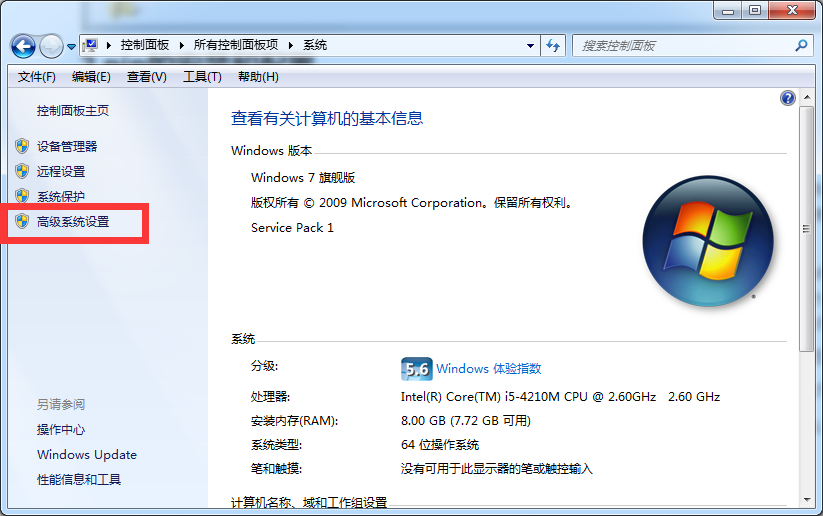 控制面板 ▸ 所有控制面板项 ▸ 系统
搜索控制面板
文件(F) 编辑(E) 查看(V) 工具(T) 帮助(H)
控制面板主页
设备管理器
远程设置
系统保护
高级系统设置
另请参阅
操作中心
Windows Update
性能信息和工具
查看有关计算机的基本信息
Windows 版本
Windows 7 旗舰版
版权所有 © 2009 Microsoft Corporation。保留所有权利。
Service Pack 1
系统
分级: 5.6 Windows 体验指数
处理器: Intel(R) Core(TM) i5-4210M CPU @ 2.60GHz 2.60 GHz
安装内存(RAM): 8.00 GB (7.72 GB 可用)
系统类型: 64 位操作系统
笔和触摸: 没有可用于此显示器的笔或触控输入
计算机名称、域和工作组设置